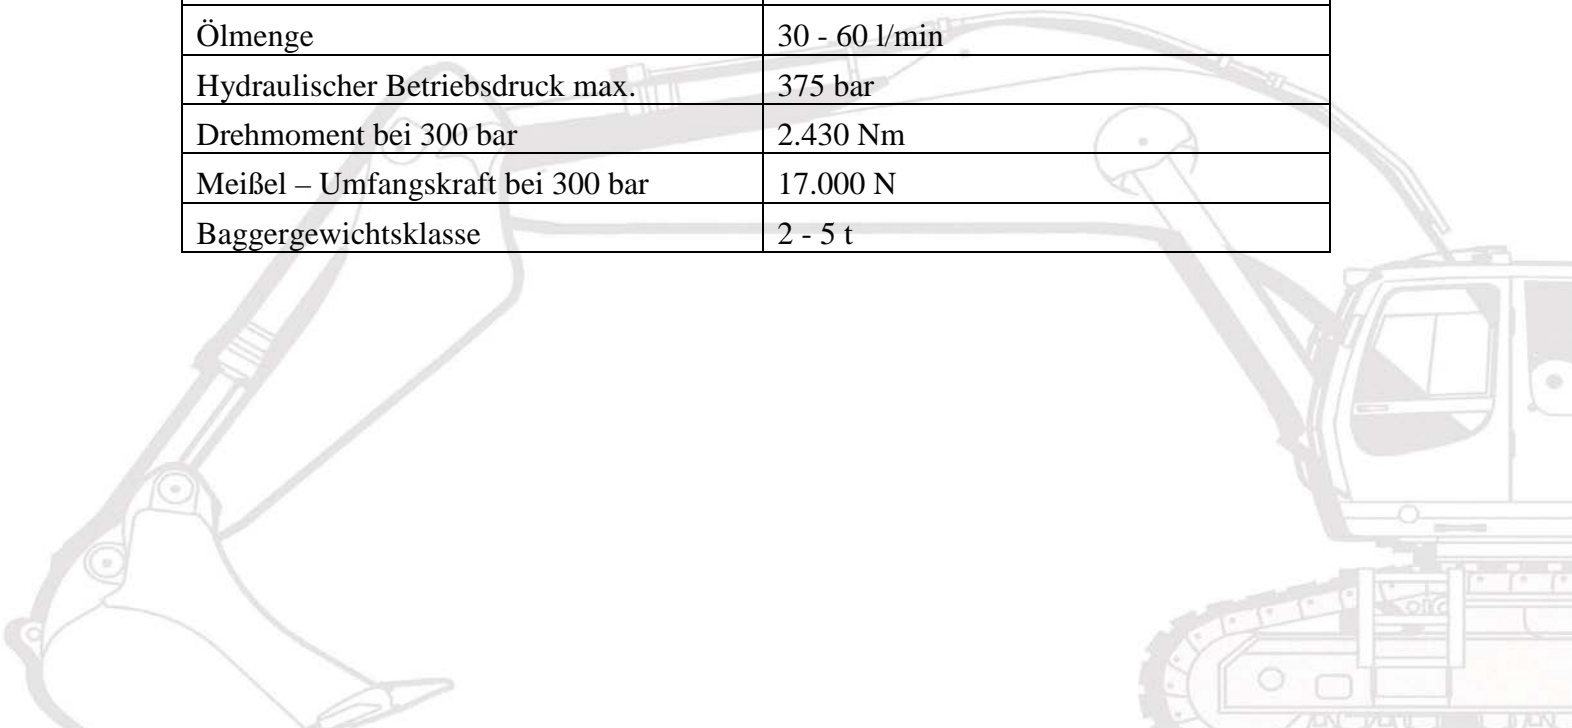 Ölmenge 30 - 60 l/min
Hydraulischer Betriebsdruck max. 375 bar
Drehmoment bei 300 bar 2.430 Nm
Meißel – Umfangskraft bei 300 bar 17.000 N
Baggergewichtsklasse 2 - 5 t